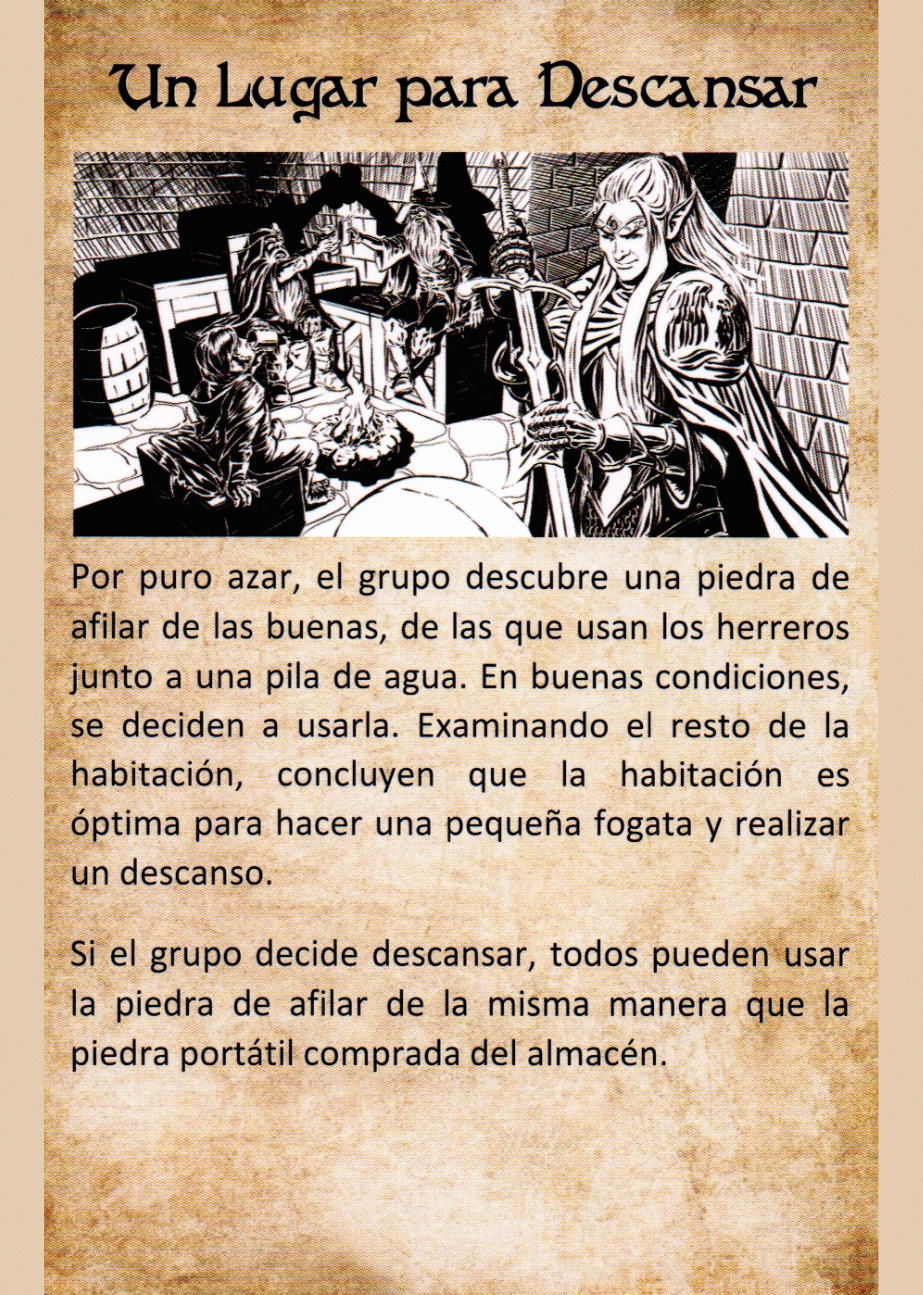 Un Lugar para Descansar
Por puro azar, el grupo descubre una piedra de
afilar de las buenas, de las que usan los herreros
junto a una pila de agua. En buenas condiciones,
se deciden a usarla. Examinando el resto de la
habitación, concluyen que la habitación es
óptima para hacer una pequeña fogata y realizar
un descanso.
Si el grupo decide descansar, todos pueden usar
la piedra de afilar de la misma manera que la
piedra portátil comprada del almacén.